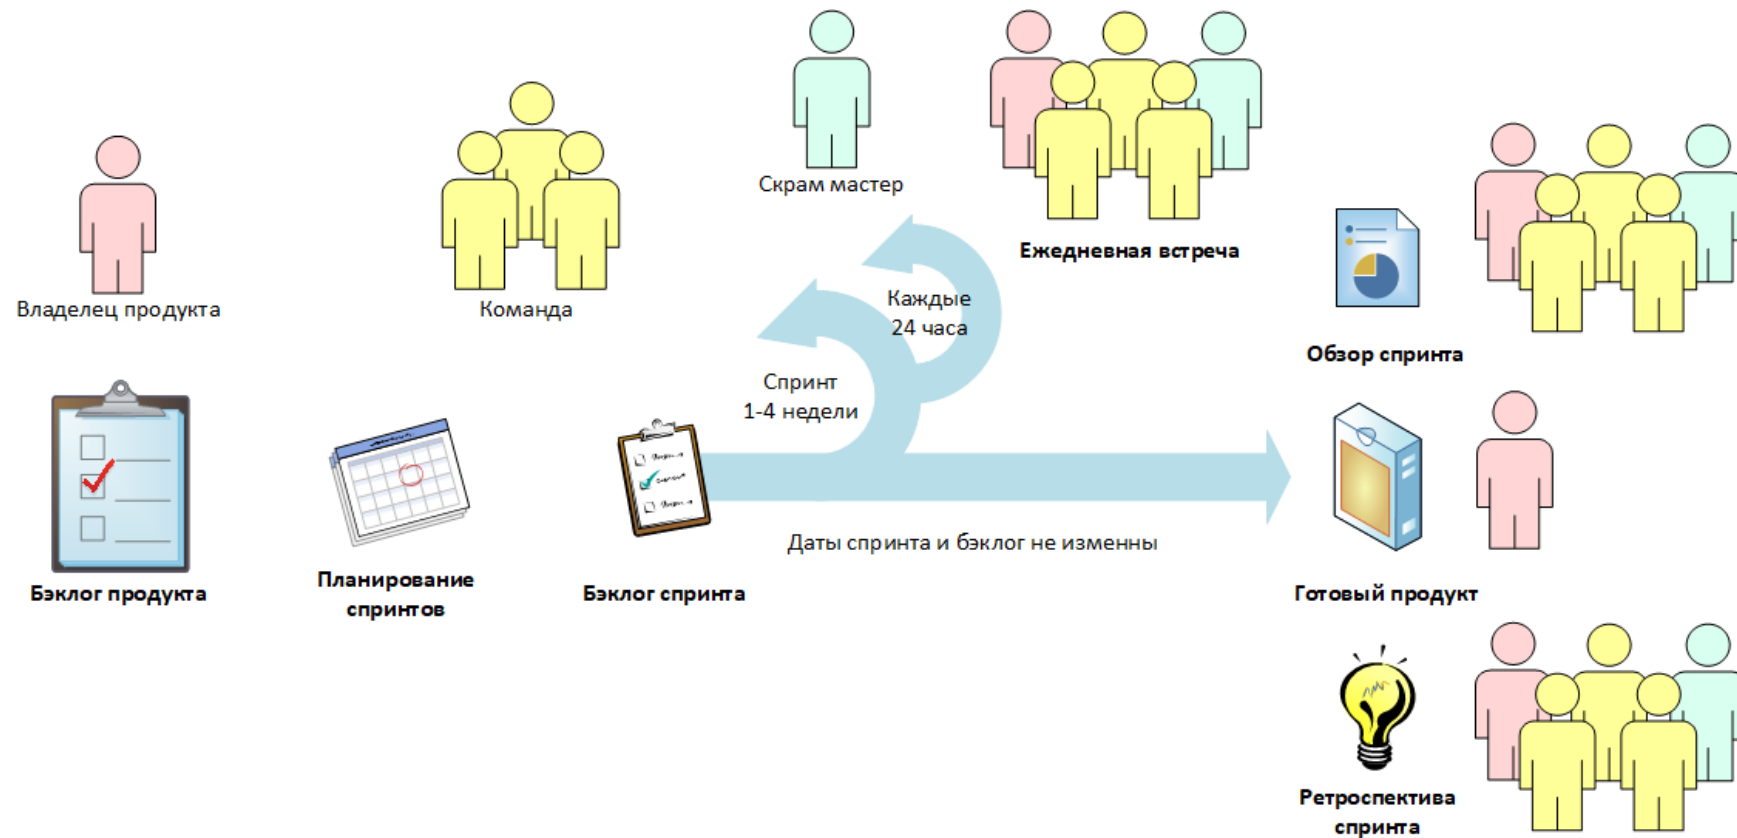 Скрам мастер
Ежедневная встреча
Владелец продукта
Команда
Каждые
24 часа
Обзор спринта
Спринт
1-4 недели
Даты спринта и бэклог не изменны
Бэклог продукта
Планирование
спринтов
Бэклог спринта
Готовый продукт
Ретроспектива
спринта